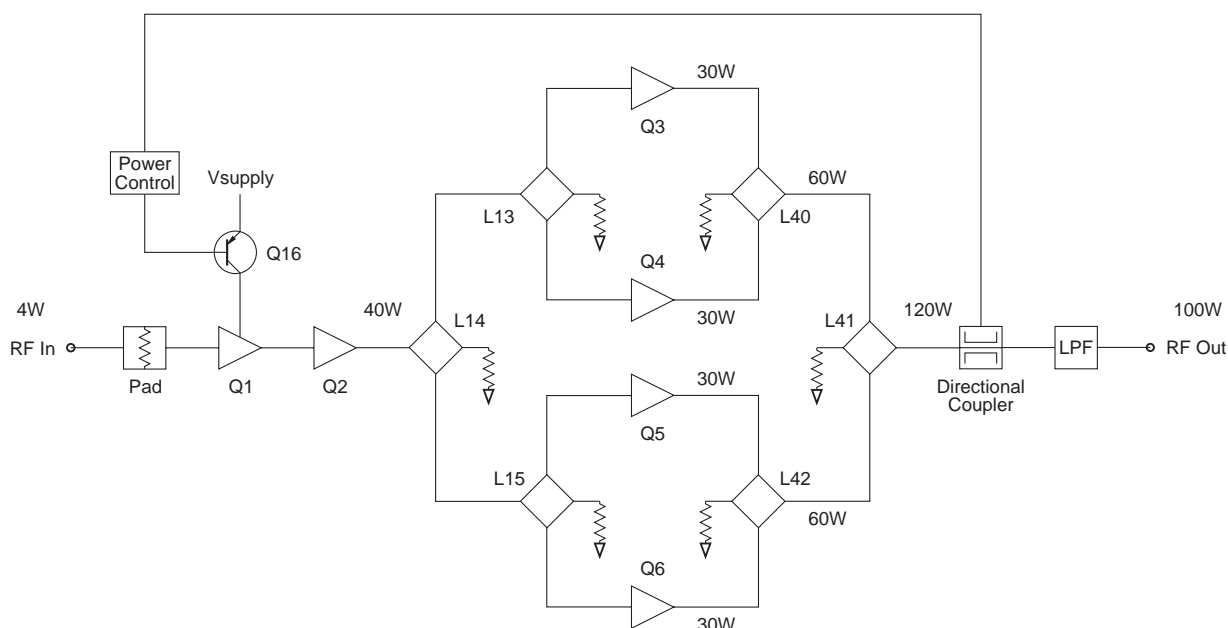 30W
Q3
Power
Control
Vsupply
60W
L13
L40
Q16
Q4
4W
40W
L14
30W
L41
120W
100W
RF In
LPF
RF Out
Pad
Q1
Q2
30W
Directional
Coupler
Q5
L15
L42
60W
Q6
30W